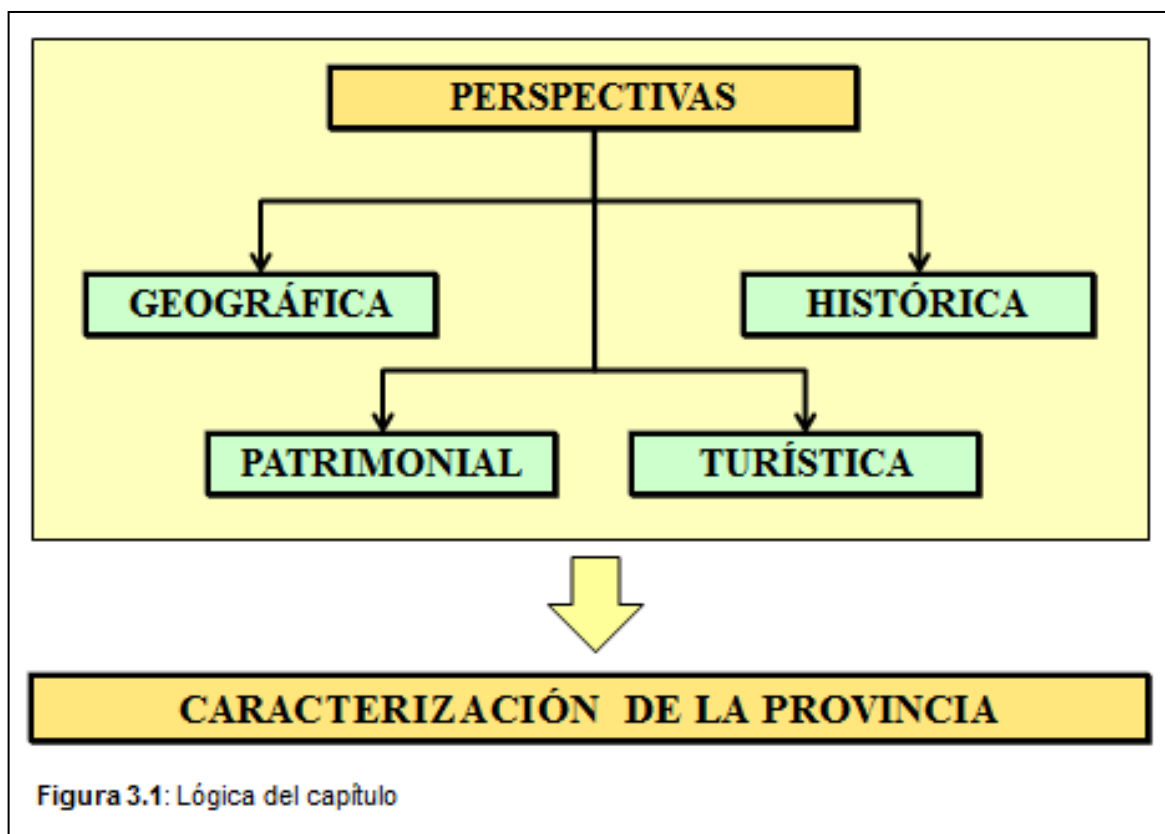 PERSPECTIVAS
GEOGRÁFICA
HISTÓRICA
PATRIMONIAL
TURÍSTICA
CARACTERIZACIÓN DE LA PROVINCIA
Figura 3.1: Lógica del capítulo